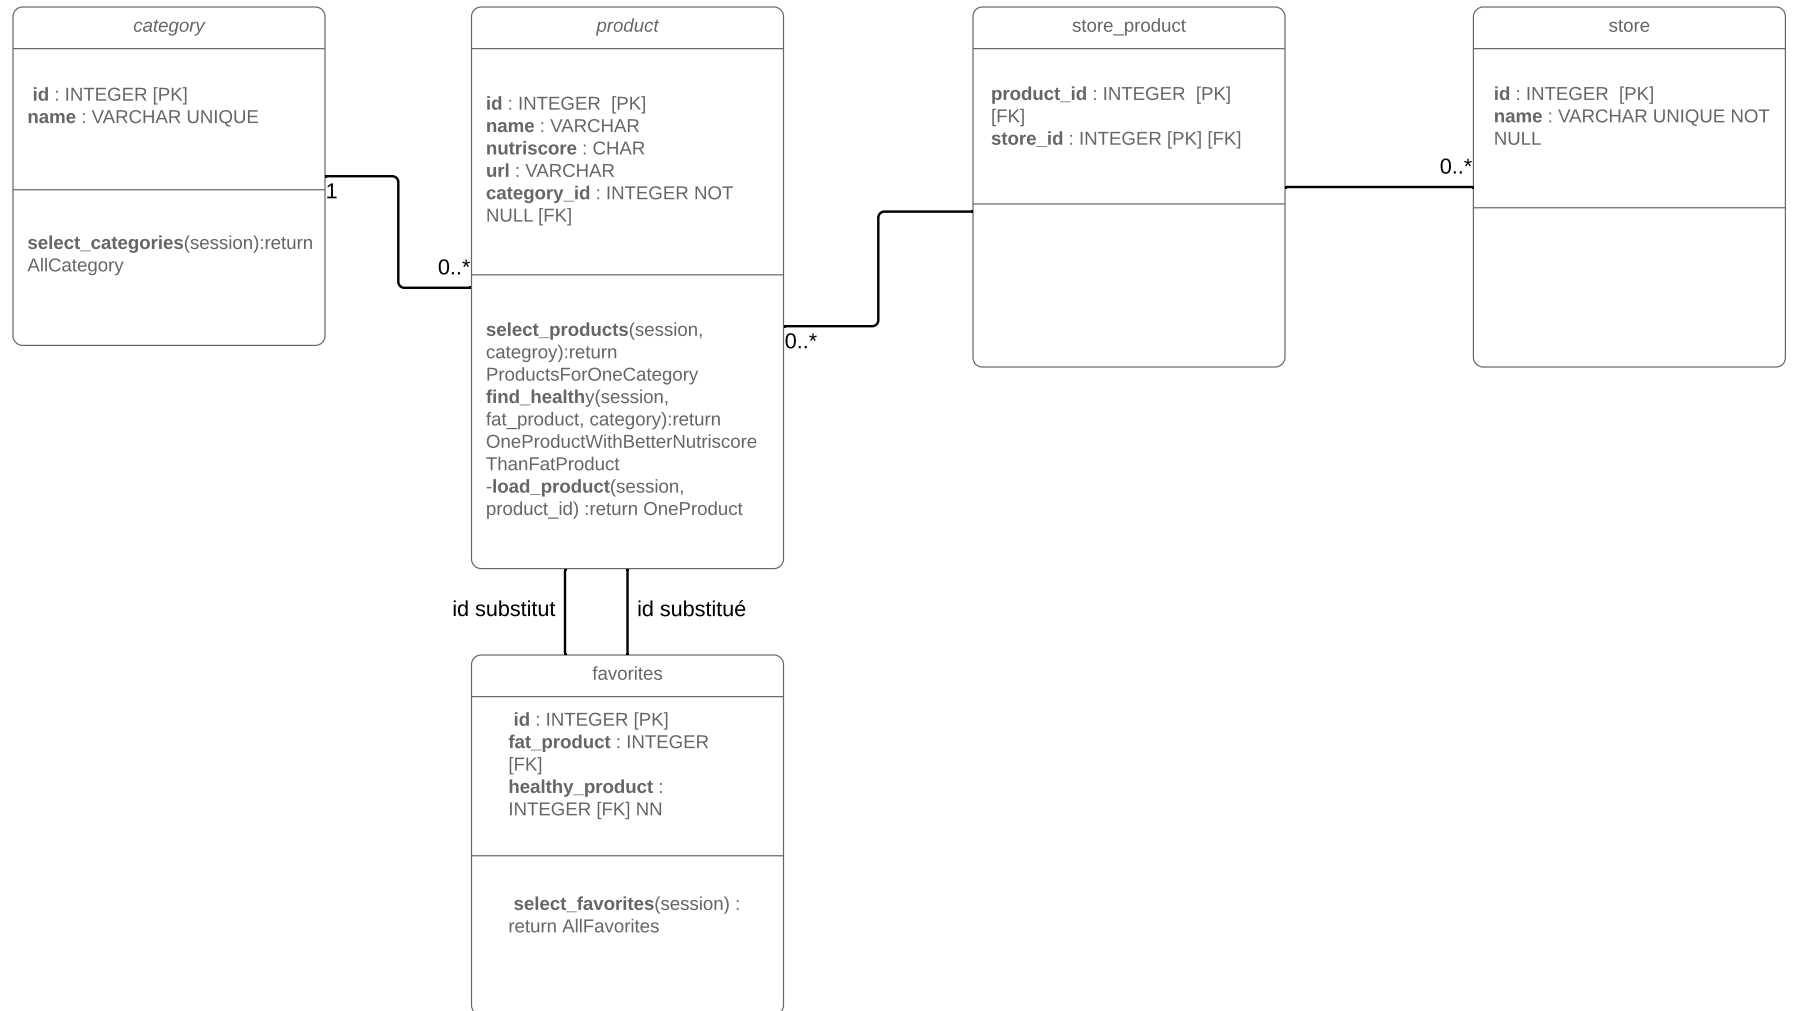 category
id : INTEGER [PK]
name : VARCHAR UNIQUE
1
select_categories(session):return
AllCategory
product
id : INTEGER  [PK]
name : VARCHAR
nutriscore : CHAR
url : VARCHAR
category_id : INTEGER NOT
NULL [FK]
0..*
select_products(session,
categroy):return
ProductsForOneCategory
find_healthy(session,
fat_product, category):return
OneProductWithBetterNutriscore
ThanFatProduct
-load_product(session,
product_id) :return OneProduct
0..*
store_product
product_id : INTEGER  [PK]
[FK]
store_id : INTEGER [PK] [FK]
0..*
store
id : INTEGER  [PK]
name : VARCHAR UNIQUE NOT
NULL
id substitut
id substitué
favorites
id : INTEGER [PK]
fat_product : INTEGER
[FK]
healthy_product :
INTEGER [FK] NN
select_favorites(session) :
return AllFavorites